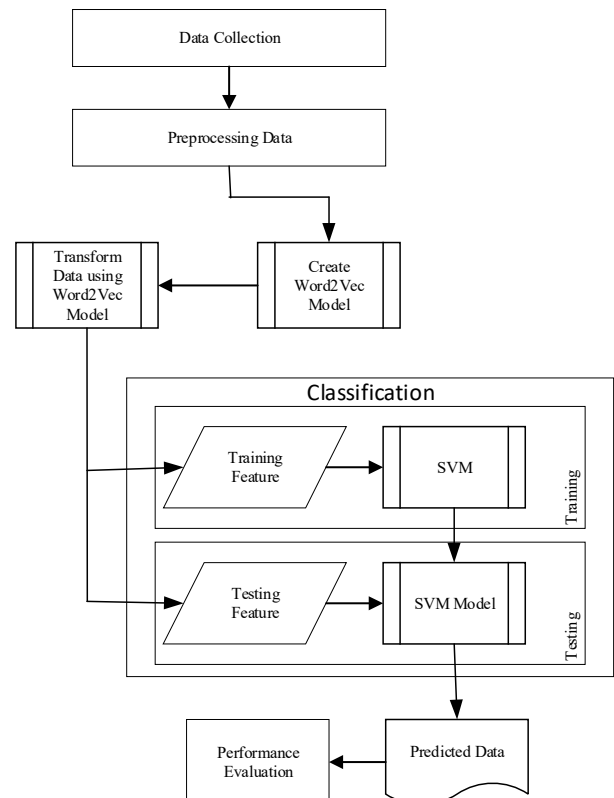 Data Collection
Preprocessing Data
Transform
Data using
Word2Vec
Model
Create
Word2Vec
Model
Classification
Training
Feature
SVM
Training
Testing
Feature
SVM Model
Testing
Performance
Evaluation
Predicted Data